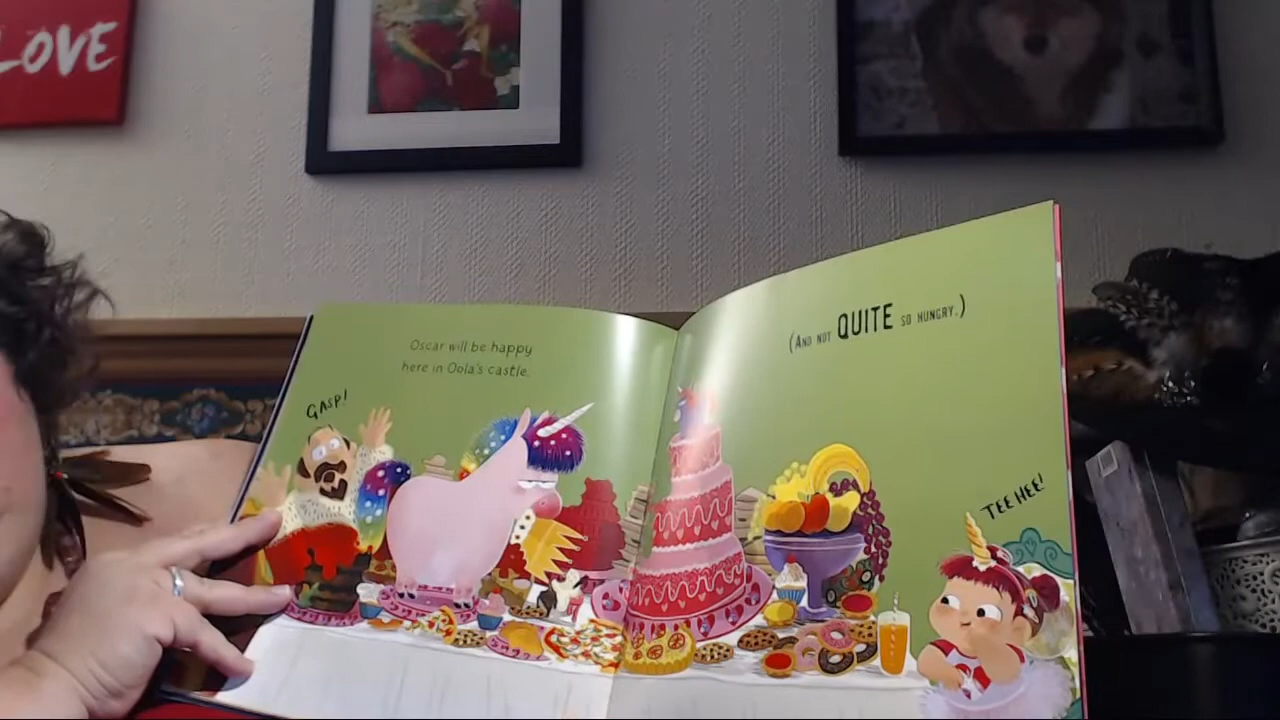 LOVE
Oscar will be happy
here in Oola's castle.
GASP!
(AND NOT QUITE SO HUNGRY.)
TEE HEE!